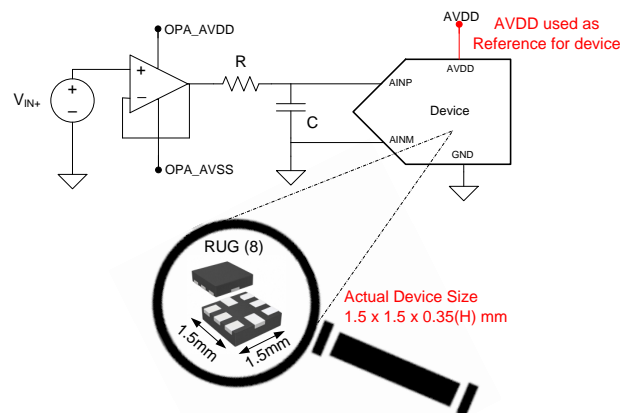 OPA_AVDD
AVDD
AVDD used as
Reference for device
R
AVDD
+
AINP
+
VIN+
Device
−
−
C
AINM
GND
OPA_AVSS
RUG (8)
Actual Device Size
1.5 x 1.5 x 0.35(H) mm
1.5mm
1.5mm